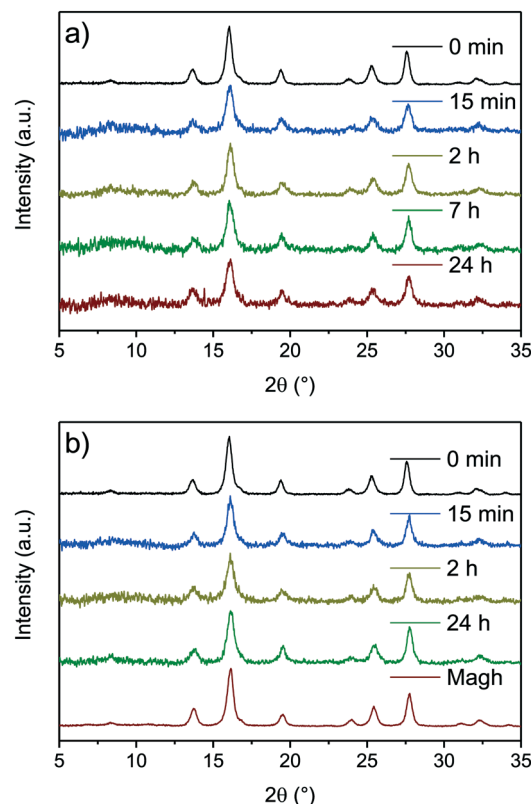 a)
0 min
15 min
2 h
7 h
24 h
Intensity (a.u.)
5 10 15 20 25 30 35
2θ (°)
b)
0 min
15 min
2 h
24 h
Magh
Intensity (a.u.)
5 10 15 20 25 30 35
2θ (°)